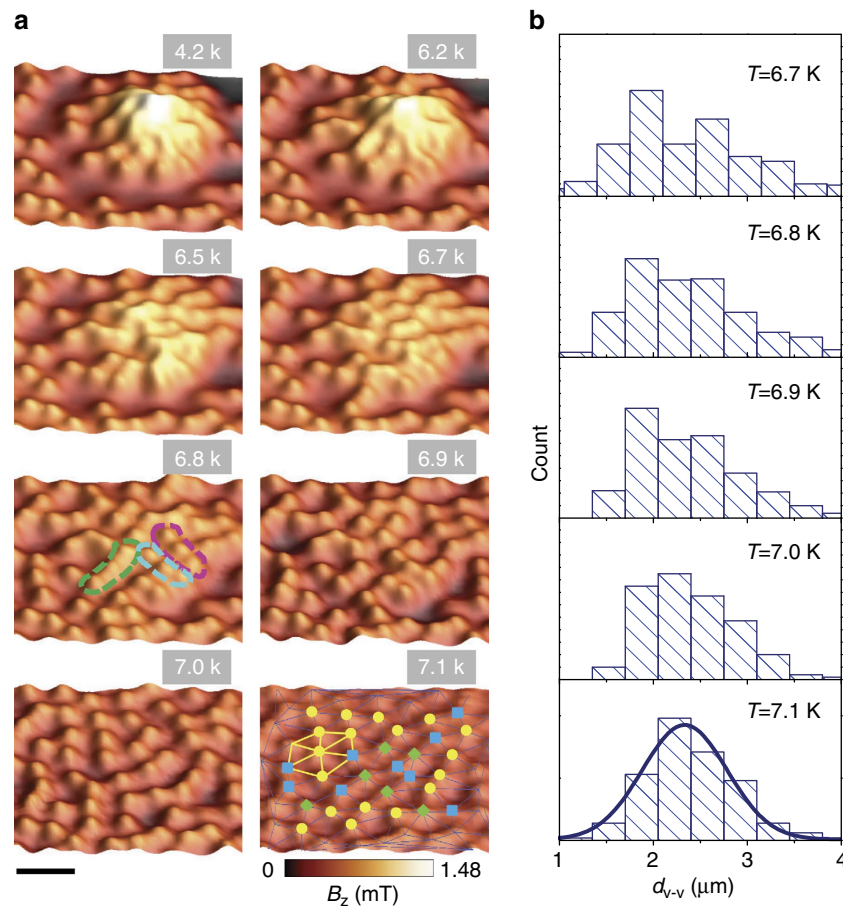 a
4.2 k
6.2 k
6.5 k
6.7 k
6.8 k
6.9 k
7.0 k
7.1 k
0
1.48
B_z (mT)
b
T=6.7 K
T=6.8 K
T=6.9 K
T=7.0 K
T=7.1 K
Count
1 2 3 4
d_v-v (μm)